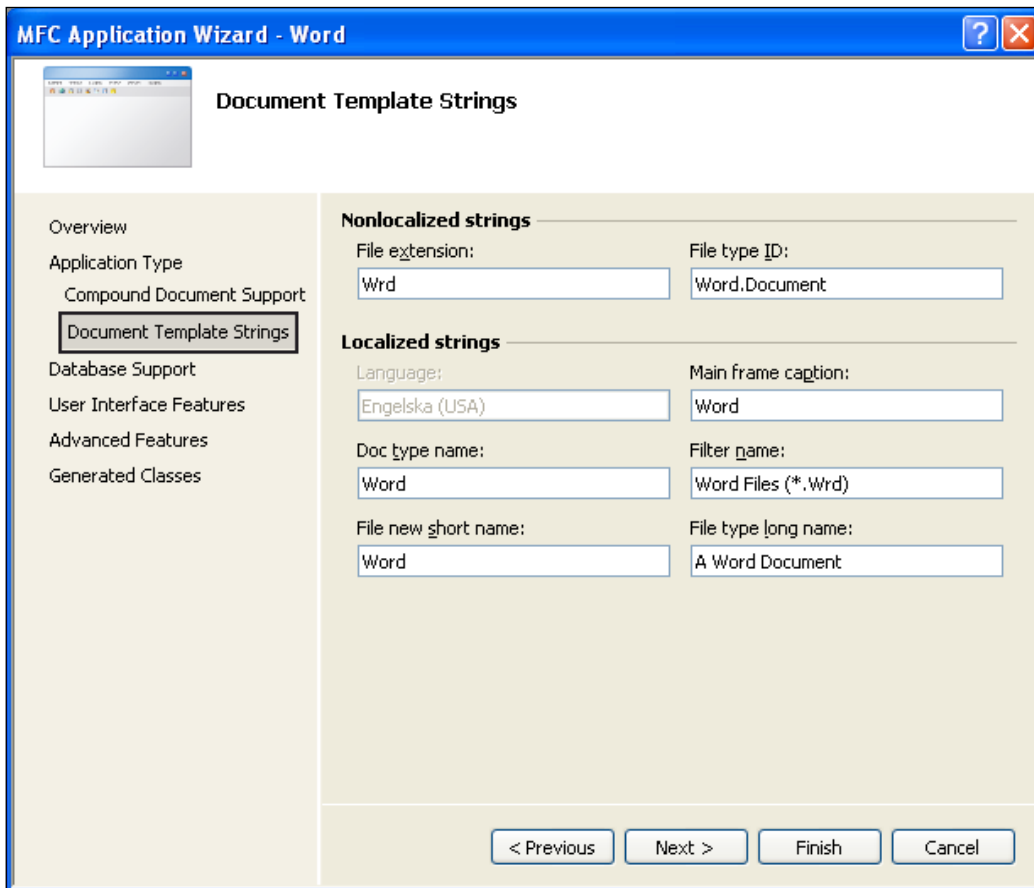 MFC Application Wizard - Word
Document Template Strings
Overview
Application Type
Compound Document Support
Document Template Strings
Database Support
User Interface Features
Advanced Features
Generated Classes
Nonlocalized strings
File extension: File type ID:
Wrd Word.Document
Localized strings
Language: Main frame caption:
Engelska (USA) Word
Doc type name: Filter name:
Word Word Files (*.Wrd)
File new short name: File type long name:
Word A Word Document
< Previous Next > Finish Cancel